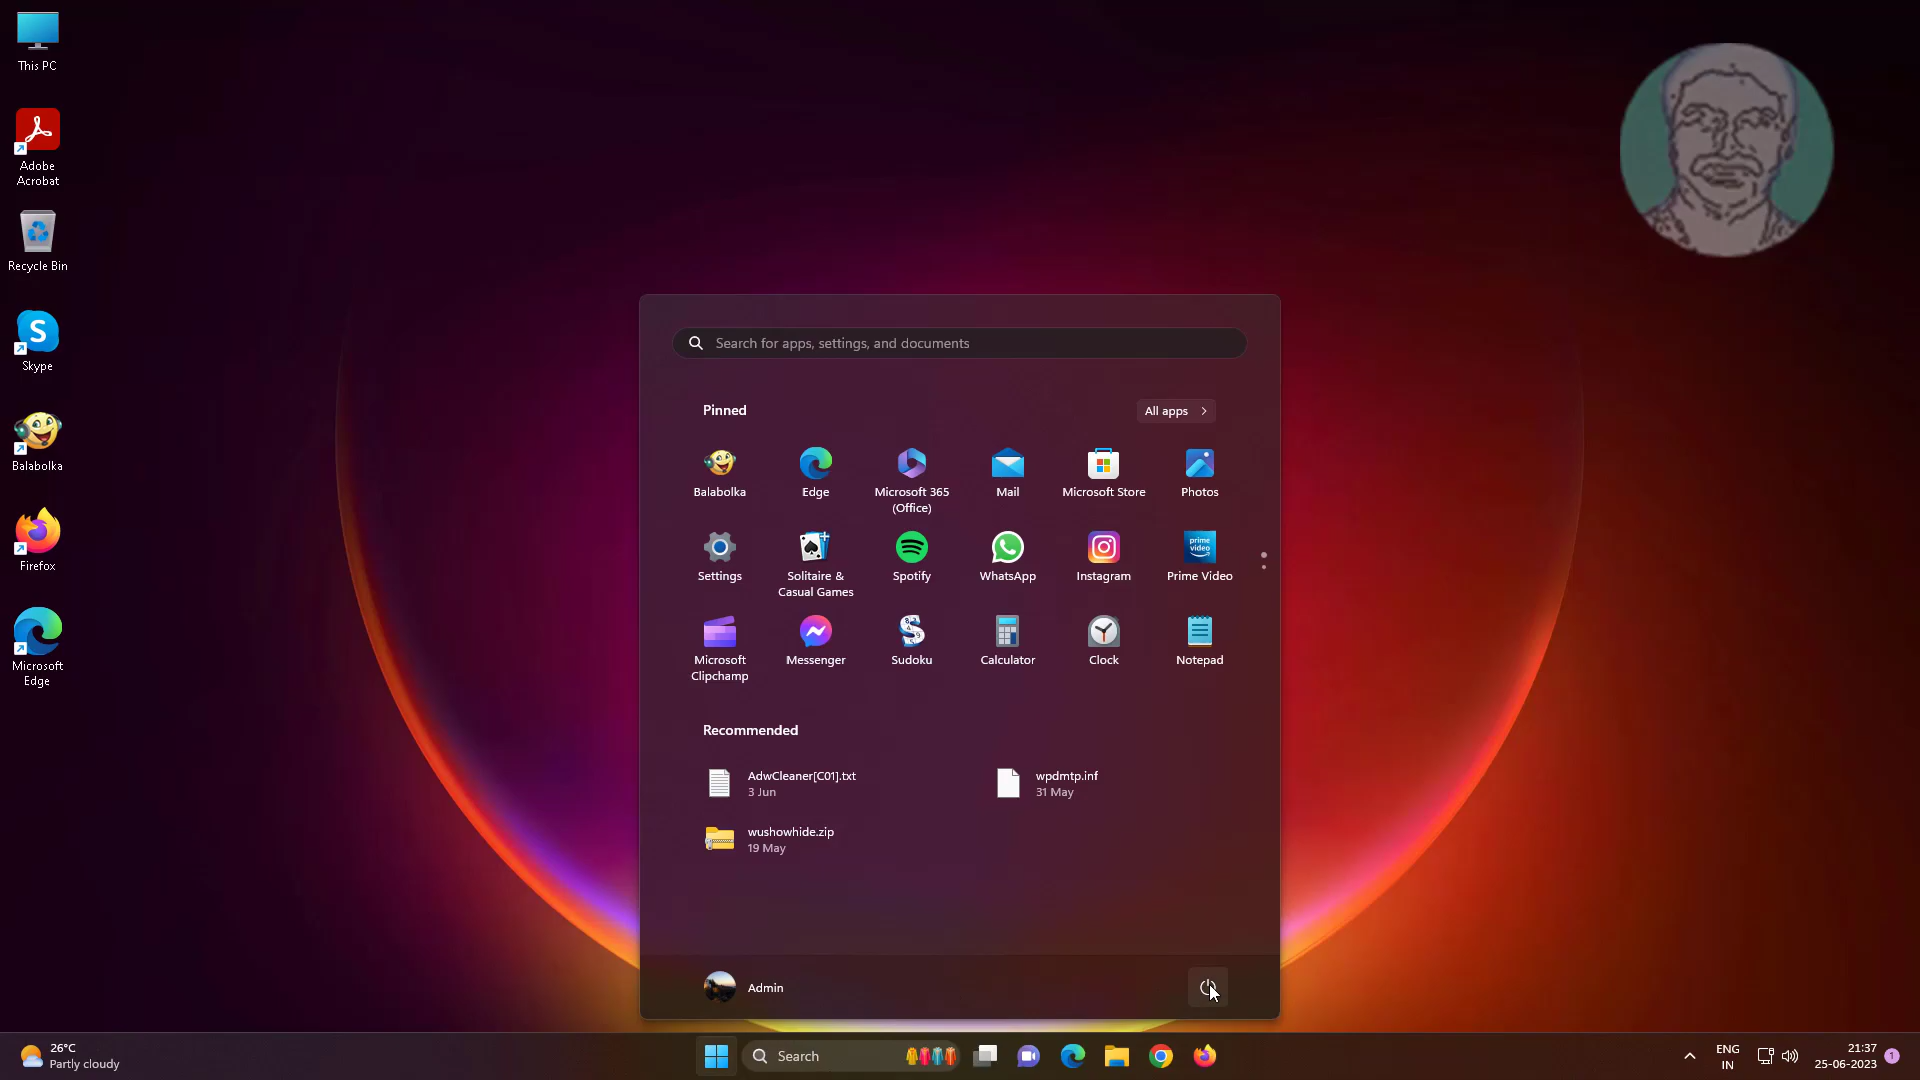 This PC
Adobe
Acrobat
Recycle Bin
Skype
Balabolka
Firefox
Microsoft
Edge
Search for apps, settings, and documents
Pinned
All apps
Balabolka
Edge
Microsoft 365
(Office)
Mail
Microsoft Store
Photos
Settings
Solitaire &
Casual Games
Spotify
WhatsApp
Instagram
prime
video
Prime Video
Microsoft
Clipchamp
Messenger
Sudoku
Calculator
Clock
Notepad
Recommended
AdwCleaner[C01].txt
3 Jun
wpdmtp.inf
31 May
wushowhide.zip
19 May
Admin
26°C
Partly cloudy
Search
ENG
IN
21:37
25-06-2023
1